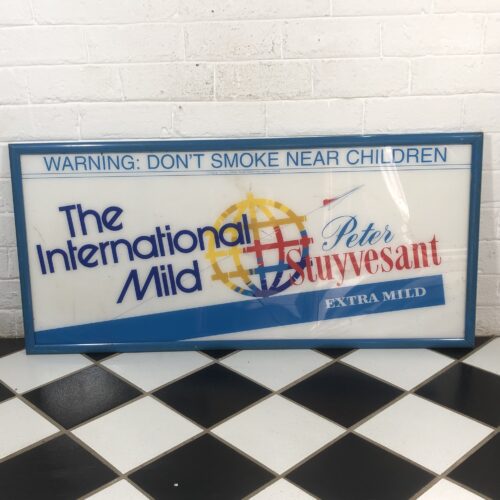 WARNING: DON'T SMOKE NEAR CHILDREN
The
International
Mild
Peter
Stuyvesant
EXTRA MILD